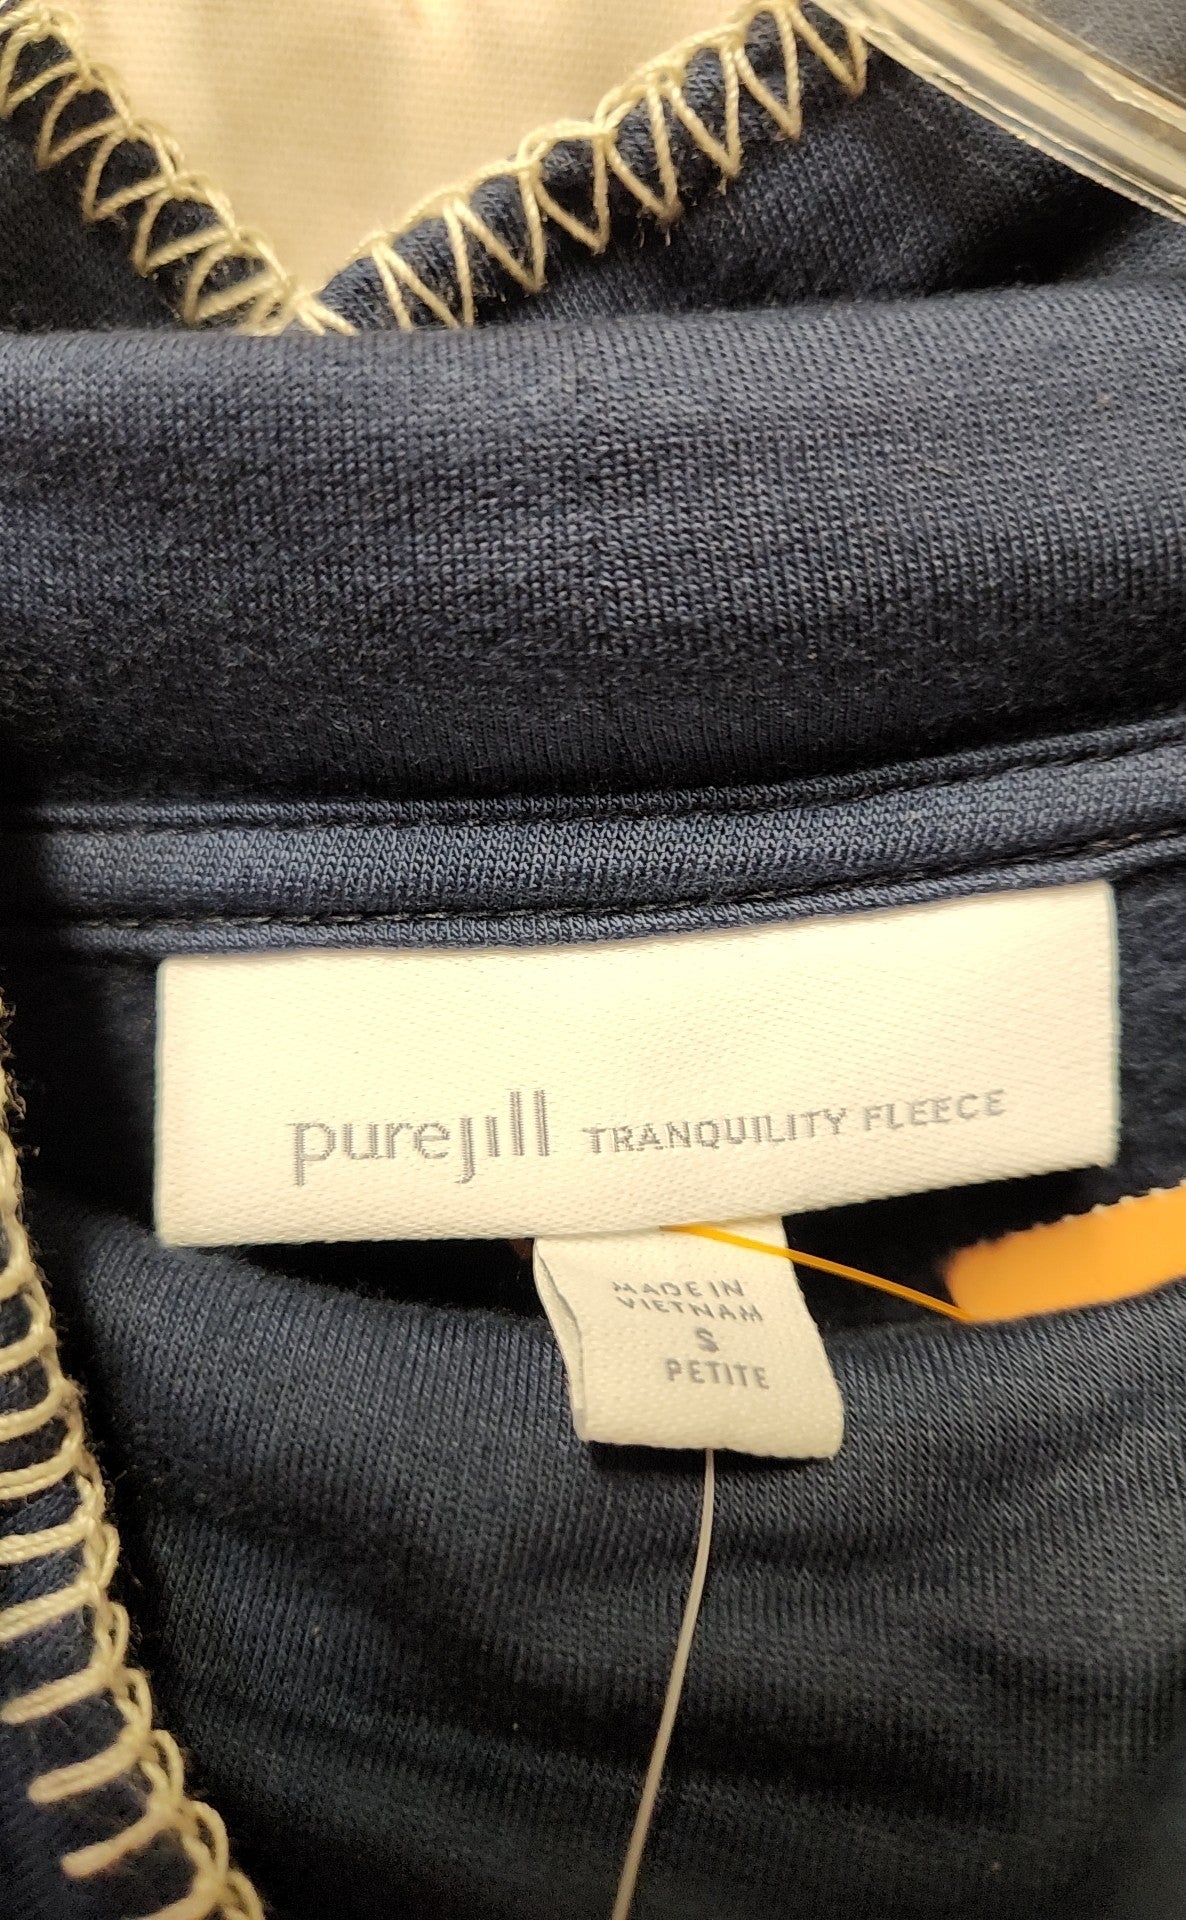 purejill TRANQUILITY FLEECE
MADE IN
VIETNAM
S
PETITE